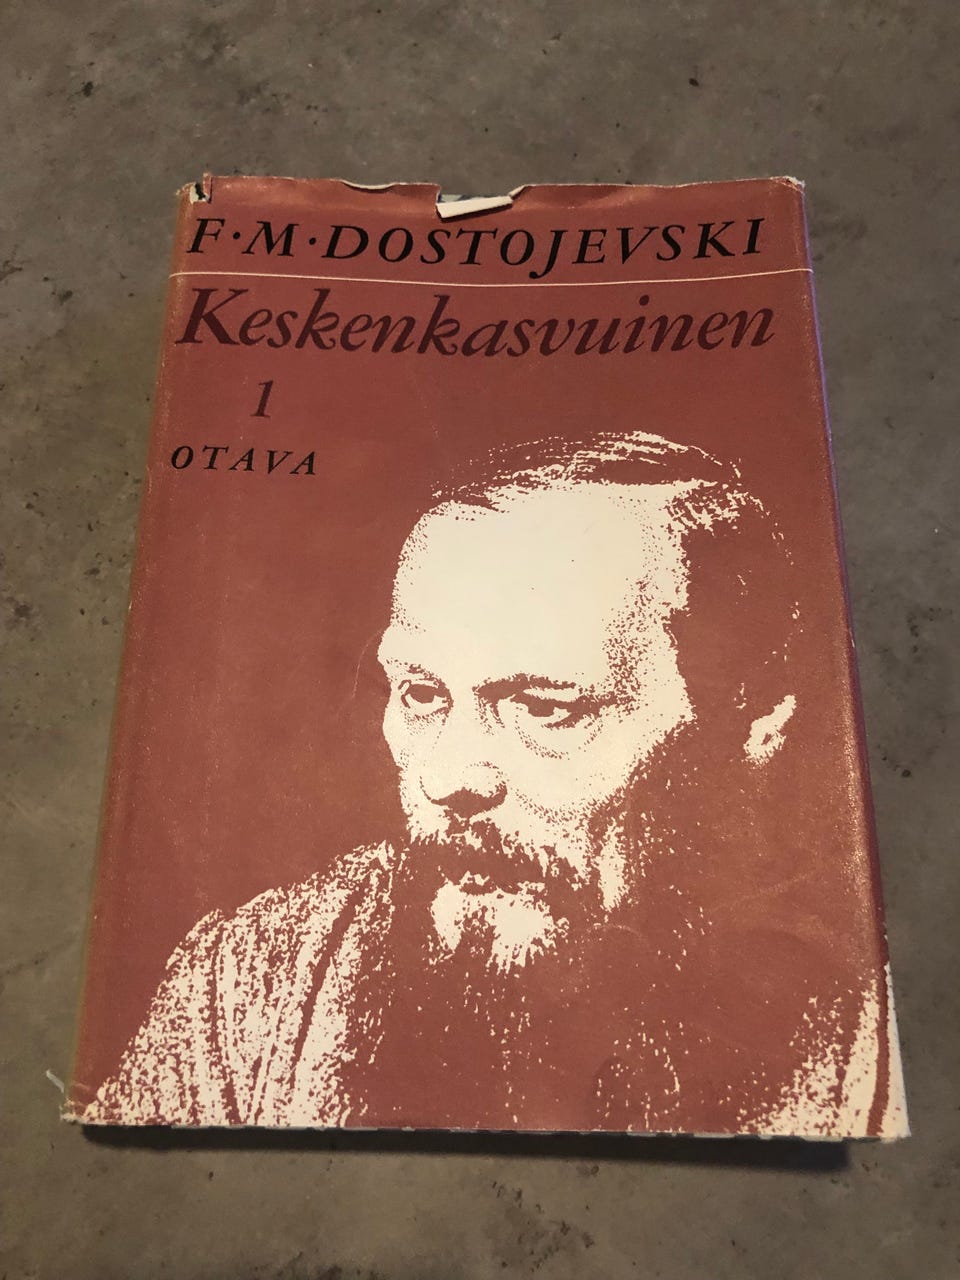 F·M·DOSTOJEVSKI
Keskenkasvuinen
1
OTAVA